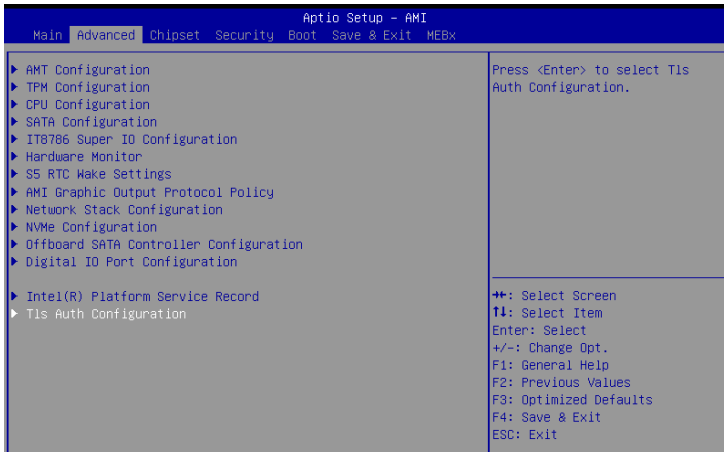 Aptio Setup – AMI
Main Advanced Chipset Security Boot Save & Exit MEBx
▶ AMT Configuration
▶ TPM Configuration
▶ CPU Configuration
▶ SATA Configuration
▶ IT8786 Super IO Configuration
▶ Hardware Monitor
▶ S5 RTC Wake Settings
▶ AMI Graphic Output Protocol Policy
▶ Network Stack Configuration
▶ NVMe Configuration
▶ Offboard SATA Controller Configuration
▶ Digital IO Port Configuration
▶ Intel(R) Platform Service Record
▶ Tls Auth Configuration
Press <Enter> to select Tls
Auth Configuration.
→←: Select Screen
↑↓: Select Item
Enter: Select
+/-: Change Opt.
F1: General Help
F2: Previous Values
F3: Optimized Defaults
F4: Save & Exit
ESC: Exit